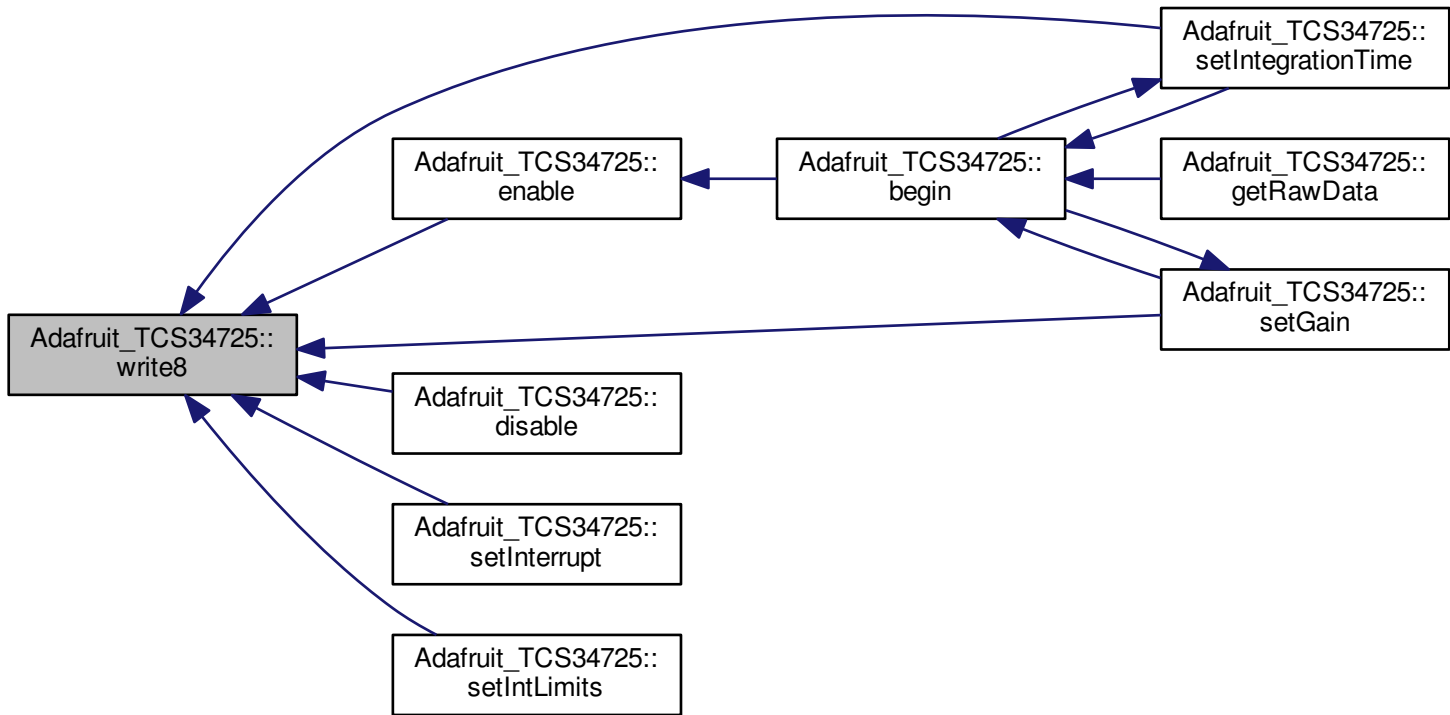 Adafruit_TCS34725::
write8
Adafruit_TCS34725::
enable
Adafruit_TCS34725::
disable
Adafruit_TCS34725::
setInterrupt
Adafruit_TCS34725::
setIntLimits
Adafruit_TCS34725::
begin
Adafruit_TCS34725::
setIntegrationTime
Adafruit_TCS34725::
getRawData
Adafruit_TCS34725::
setGain